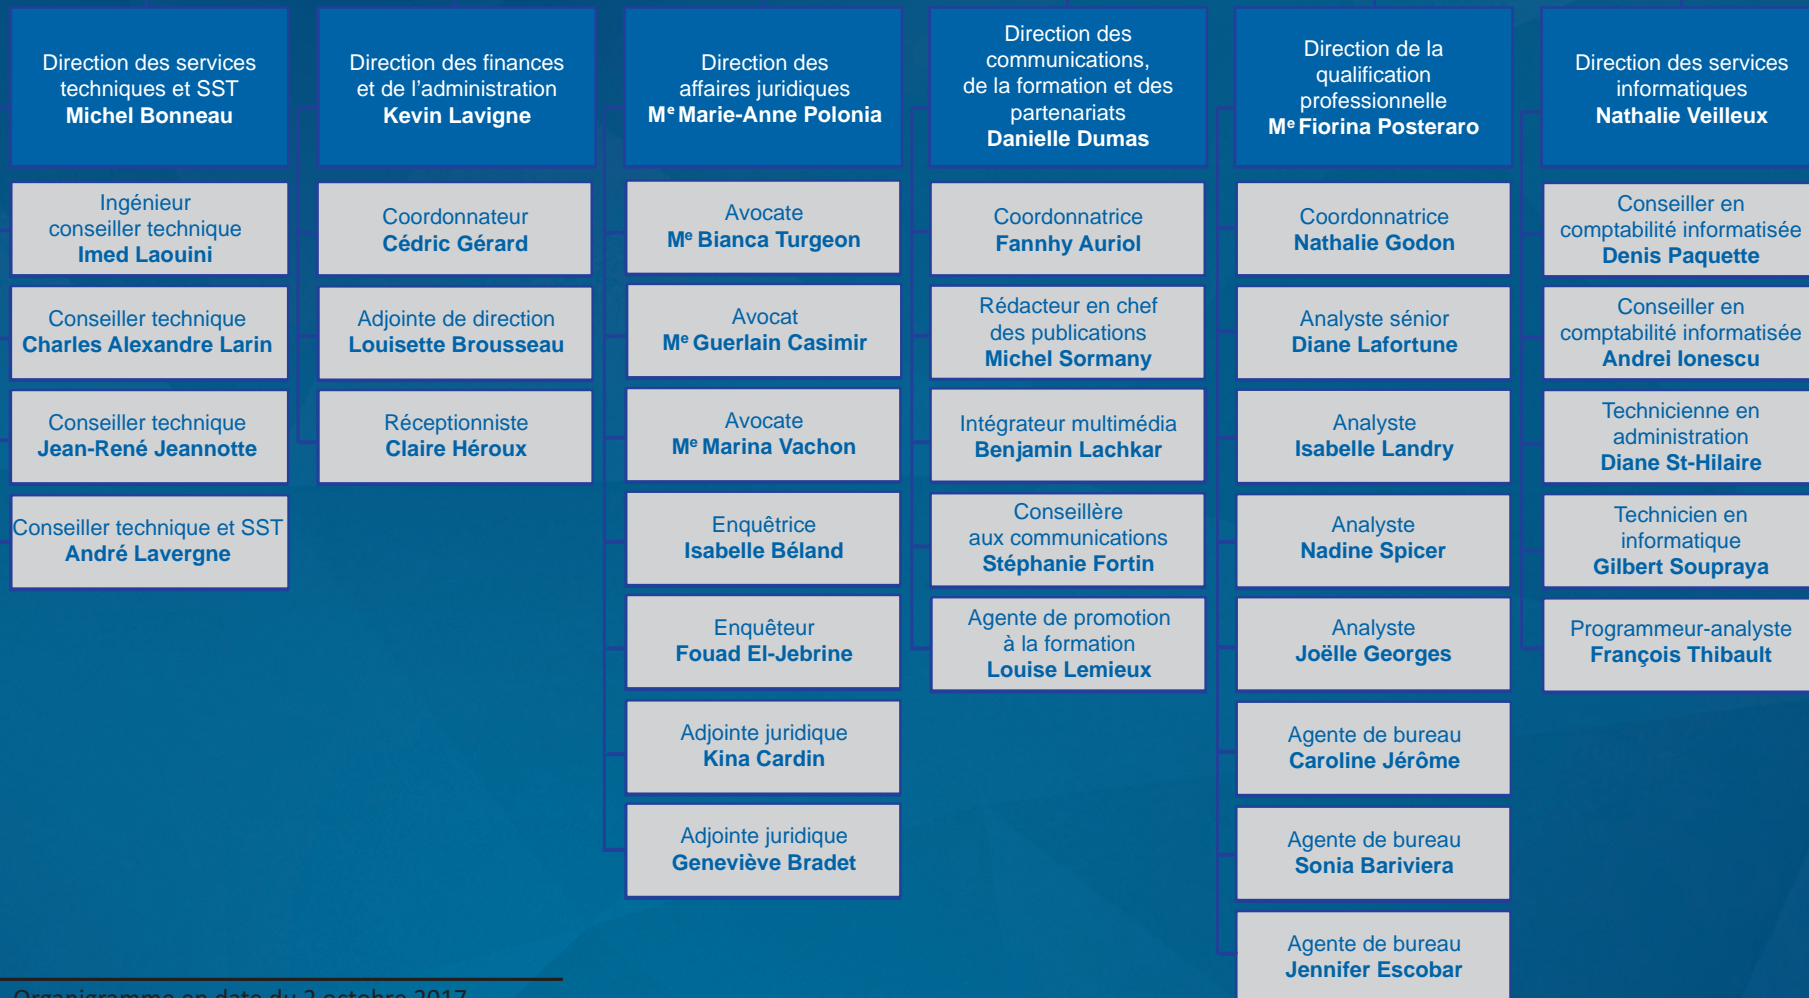 Direction des services
techniques et SST
Michel Bonneau
Ingénieur
conseiller technique
Imed Laouini
Conseiller technique
Charles Alexandre Larin
Conseiller technique
Jean-René Jeannotte
Conseiller technique et SST
André Lavergne
Direction des finances
et de l’administration
Kevin Lavigne
Coordonnateur
Cédric Gérard
Adjointe de direction
Louisette Brousseau
Réceptionniste
Claire Héroux
Direction des
affaires juridiques
Me Marie-Anne Polonia
Avocate
Me Bianca Turgeon
Avocat
Me Guerlain Casimir
Avocate
Me Marina Vachon
Enquêtrice
Isabelle Béland
Enquêteur
Fouad El-Jebrine
Adjointe juridique
Kina Cardin
Adjointe juridique
Geneviève Bradet
Direction des
communications,
de la formation et des
partenariats
Danielle Dumas
Coordonnatrice
Fannhy Auriol
Rédacteur en chef
des publications
Michel Sormany
Intégrateur multimédia
Benjamin Lachkar
Conseillère
aux communications
Stéphanie Fortin
Agente de promotion
à la formation
Louise Lemieux
Direction de la
qualification
professionnelle
Me Fiorina Posteraro
Coordonnatrice
Nathalie Godon
Analyste sénior
Diane Lafortune
Analyste
Isabelle Landry
Analyste
Nadine Spicer
Analyste
Joëlle Georges
Agente de bureau
Caroline Jérôme
Agente de bureau
Sonia Bariviera
Agente de bureau
Jennifer Escobar
Direction des services
informatiques
Nathalie Veilleux
Conseiller en
comptabilité informatisée
Denis Paquette
Conseiller en
comptabilité informatisée
Andrei Ionescu
Technicienne en
administration
Diane St-Hilaire
Technicien en
informatique
Gilbert Soupraya
Programmeur-analyste
François Thibault
Organigramme en date du 2 octobre 2017